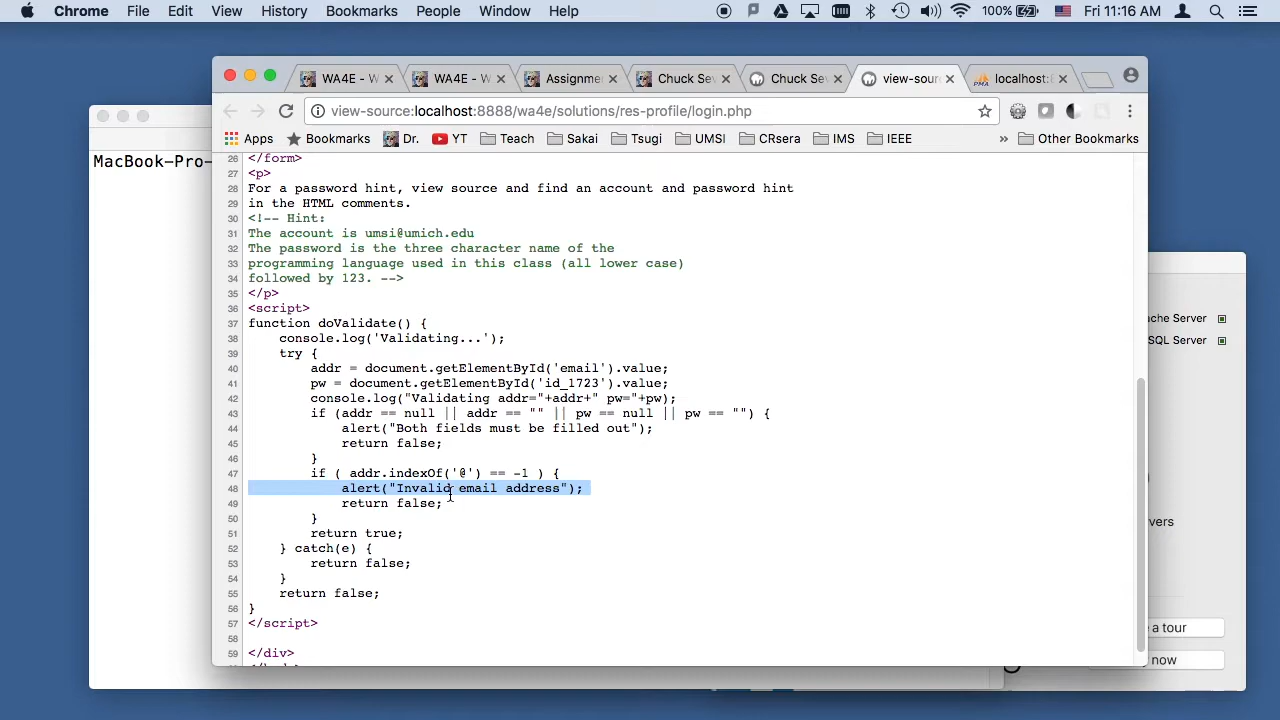 Chrome File Edit View History Bookmarks People Window Help 100% Fri 11:16 AM
WA4E - W WA4E - W Assignme Chuck Sev Chuck Sev view-sour localhost:8
view-source:localhost:8888/wa4e/solutions/res-profile/login.php
Apps Bookmarks Dr. YT Teach Sakai Tsugi UMSI CRsera IMS IEEE » Other Bookmarks
MacBook-Pro-
26 </form>
27 <p>
28 For a password hint, view source and find an account and password hint
29 in the HTML comments.
30 <!-- Hint:
31 The account is umsi@umich.edu
32 The password is the three character name of the
33 programming language used in this class (all lower case)
34 followed by 123. -->
35 </p>
36 <script>
37 function doValidate() {
38 console.log('Validating...');
39 try {
40 addr = document.getElementById('email').value;
41 pw = document.getElementById('id_1723').value;
42 console.log("Validating addr="+addr+" pw="+pw);
43 if (addr == null || addr == "" || pw == null || pw == "") {
44 alert("Both fields must be filled out");
45 return false;
46 }
47 if ( addr.indexOf('@') == -1 ) {
48 alert("Invalid email address");
49 return false;
50 }
51 return true;
52 } catch(e) {
53 return false;
54 }
55 return false;
56 }
57 </script>
58
59 </div>
che Server
SQL Server
rvers
e a tour
now